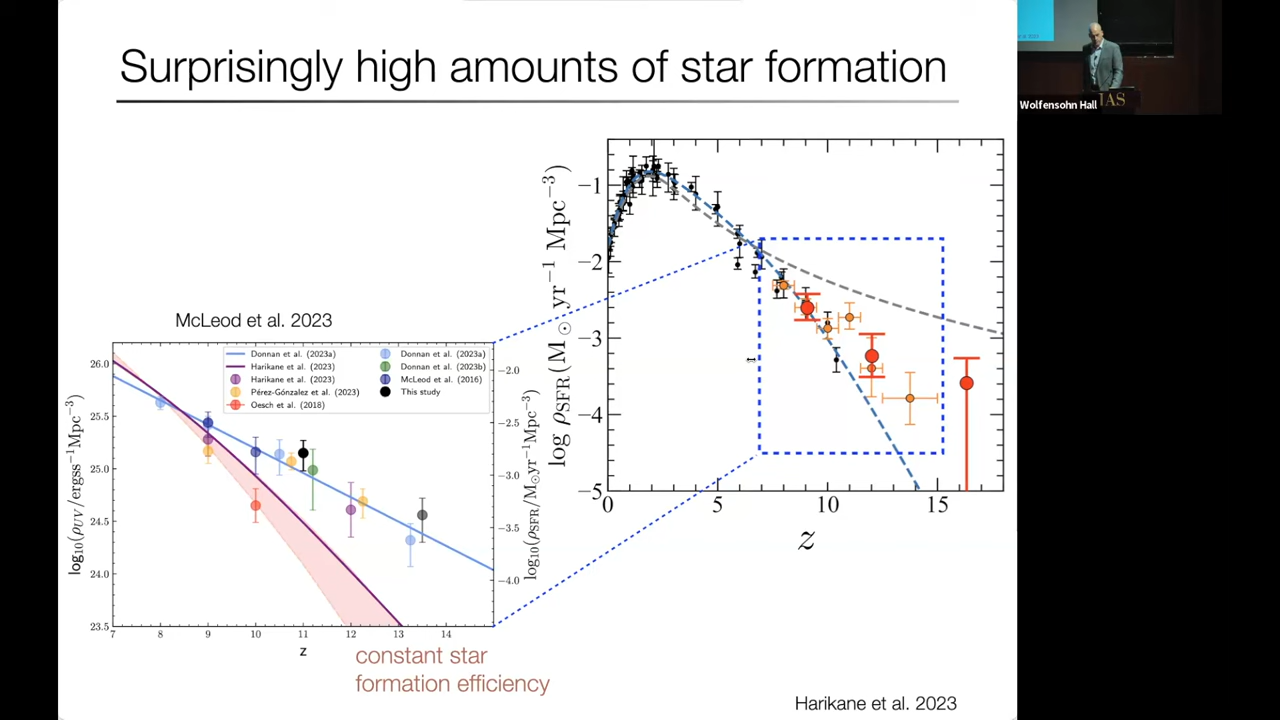 Surprisingly high amounts of star formation
Wolfensohn Hall
IAS
McLeod et al. 2023
Donnan et al. (2023a)
Harikane et al. (2023)
Harikane et al. (2023)
Pérez-Gónzalez et al. (2023)
Oesch et al. (2018)
Donnan et al. (2023a)
Donnan et al. (2023b)
McLeod et al. (2016)
This study
log₁₀(ρUV/ergss⁻¹Mpc⁻³)
26.0
25.5
25.0
24.5
24.0
23.5
7 8 9 10 11 12 13 14
z
−2.0
−2.5
−3.0
−3.5
−4.0
log₁₀(ρSFR/M⊙yr⁻¹Mpc⁻³)
constant star
formation efficiency
log ρSFR(M⊙ yr⁻¹ Mpc⁻³)
−1
−2
−3
−4
−5
0 5 10 15
z
Harikane et al. 2023